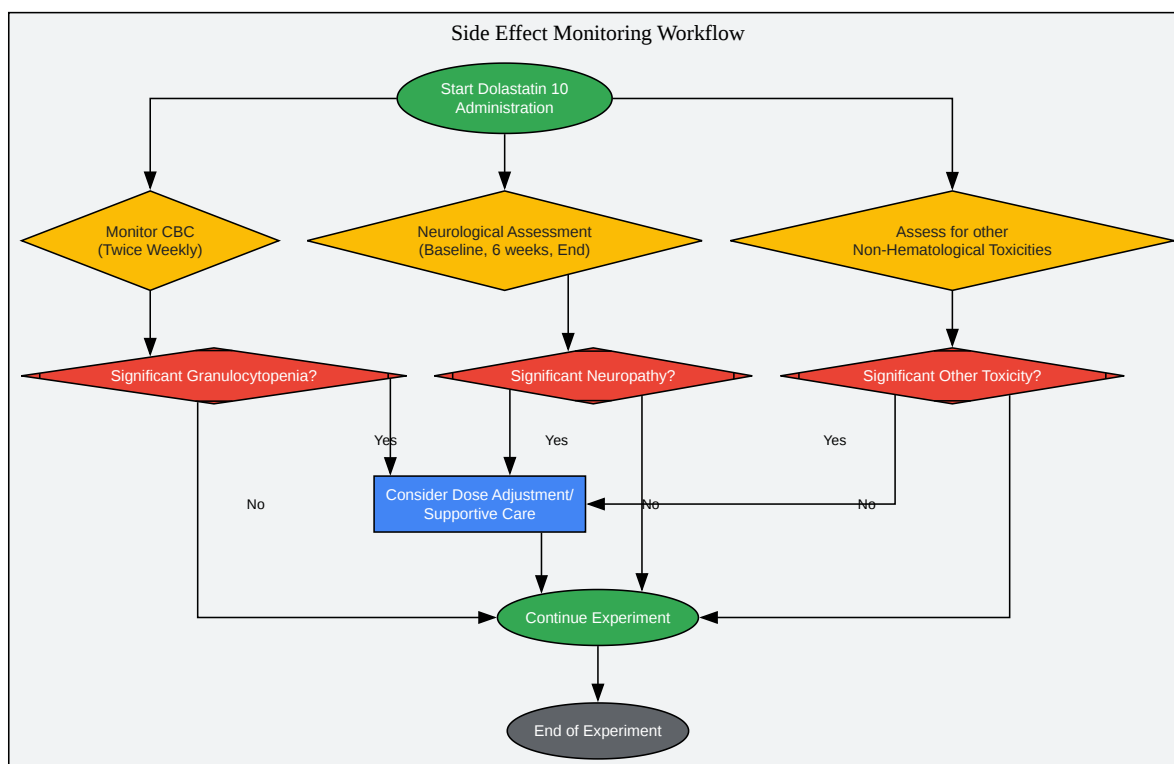 Side Effect Monitoring Workflow
Start Dolastatin 10
Administration
Monitor CBC
(Twice Weekly)
Neurological Assessment
(Baseline, 6 weeks, End)
Assess for other
Non-Hematological Toxicities
Significant Granulocytopenia?
Significant Neuropathy?
Significant Other Toxicity?
Yes
Yes
Yes
Consider Dose Adjustment/
Supportive Care
No
No
No
Continue Experiment
End of Experiment